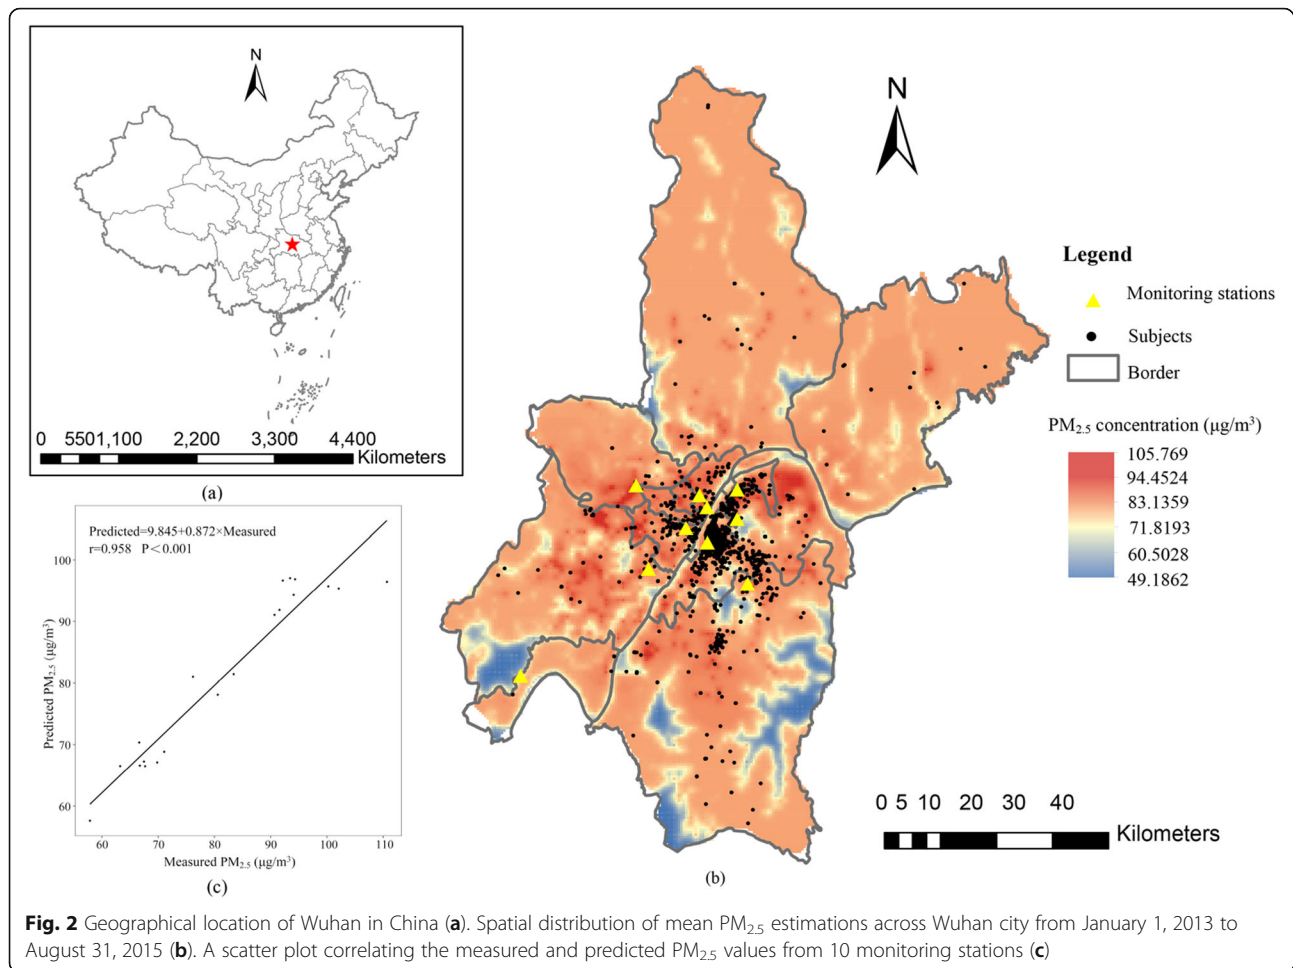 N
0 5501,100 2,200 3,300 4,400
Kilometers
(a)
Predicted=9.845+0.872×Measured
r=0.958 P<0.001
Predicted PM2.5 (μg/m³)
100
90
80
70
60
60 70 80 90 100 110
Measured PM2.5 (μg/m³)
(c)
N
Legend
Monitoring stations
Subjects
Border
PM2.5 concentration (μg/m³)
105.769
94.4524
83.1359
71.8193
60.5028
49.1862
0 5 10 20 30 40
Kilometers
(b)
Fig. 2 Geographical location of Wuhan in China (a). Spatial distribution of mean PM2.5 estimations across Wuhan city from January 1, 2013 to
August 31, 2015 (b). A scatter plot correlating the measured and predicted PM2.5 values from 10 monitoring stations (c)